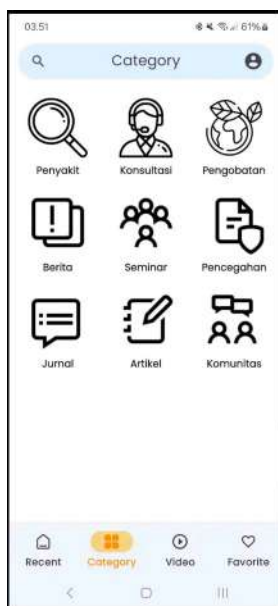 03.51 61%
Category
Penyakit Konsultasi Pengobatan
Berita Seminar Pencegahan
Jurnal Artikel Komunitas
Recent Category Video Favorite